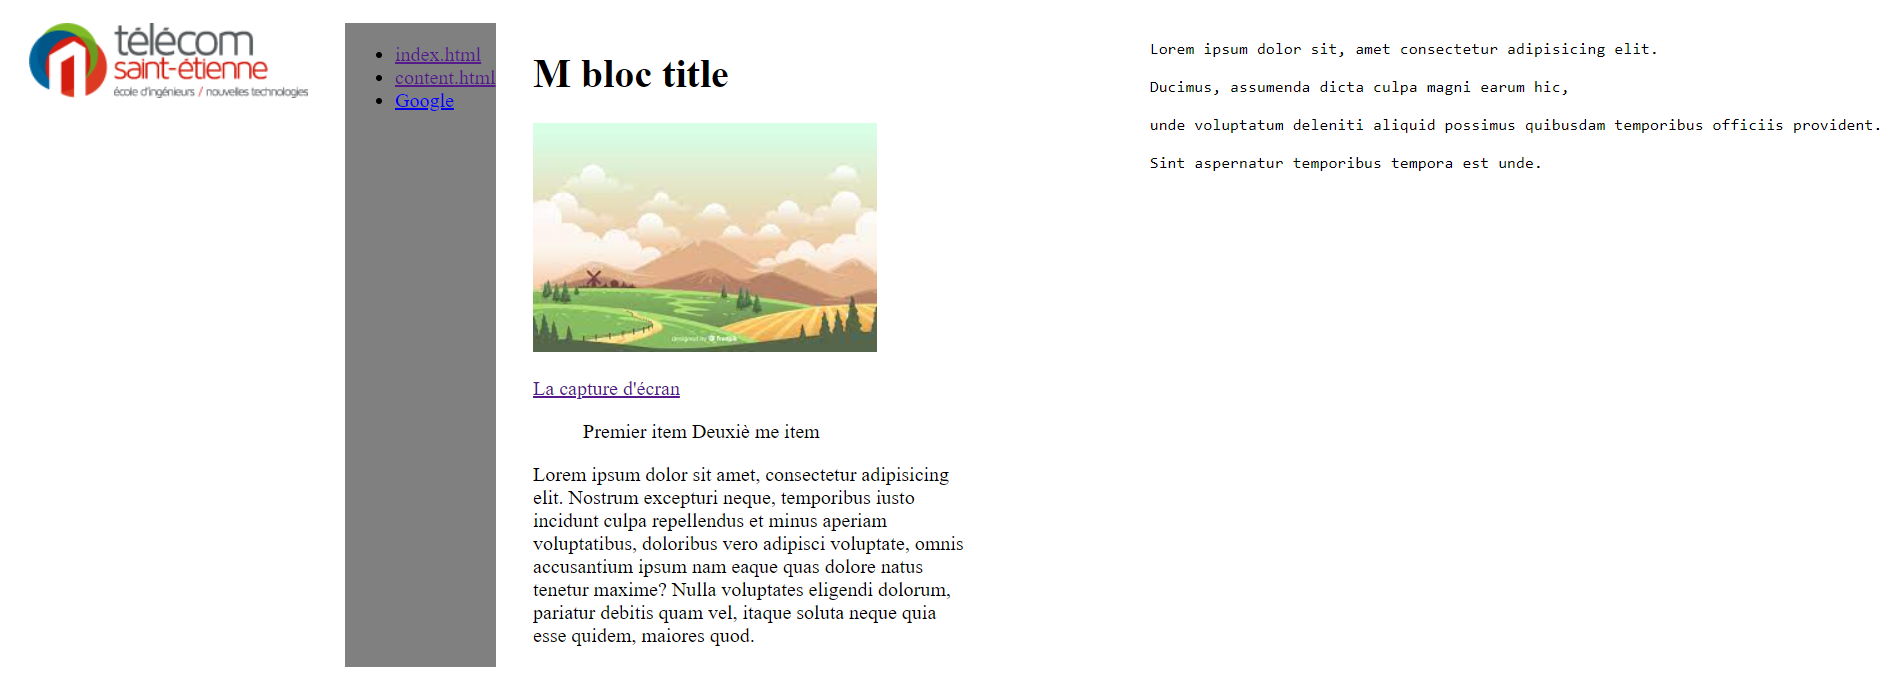 télécom
saint-étienne
école d'ingénieurs / nouvelles technologies
index.html
content.html
Google
M bloc title
designed by freepik
La capture d'écran
Premier item Deuxiè me item
Lorem ipsum dolor sit amet, consectetur adipisicing
elit. Nostrum excepturi neque, temporibus iusto
incidunt culpa repellendus et minus aperiam
voluptatibus, doloribus vero adipisci voluptate, omnis
accusantium ipsum nam eaque quas dolore natus
tenetur maxime? Nulla voluptates eligendi dolorum,
pariatur debitis quam vel, itaque soluta neque quia
esse quidem, maiores quod.
Lorem ipsum dolor sit, amet consectetur adipisicing elit.
Ducimus, assumenda dicta culpa magni earum hic,
unde voluptatum deleniti aliquid possimus quibusdam temporibus officiis provident.
Sint aspernatur temporibus tempora est unde.